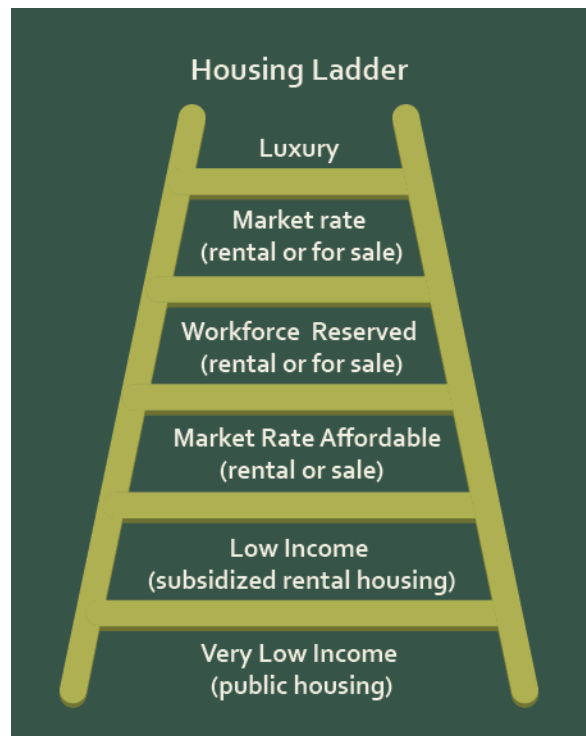 Housing Ladder
Luxury
Market rate
(rental or for sale)
Workforce Reserved
(rental or for sale)
Market Rate Affordable
(rental or sale)
Low Income
(subsidized rental housing)
Very Low Income
(public housing)